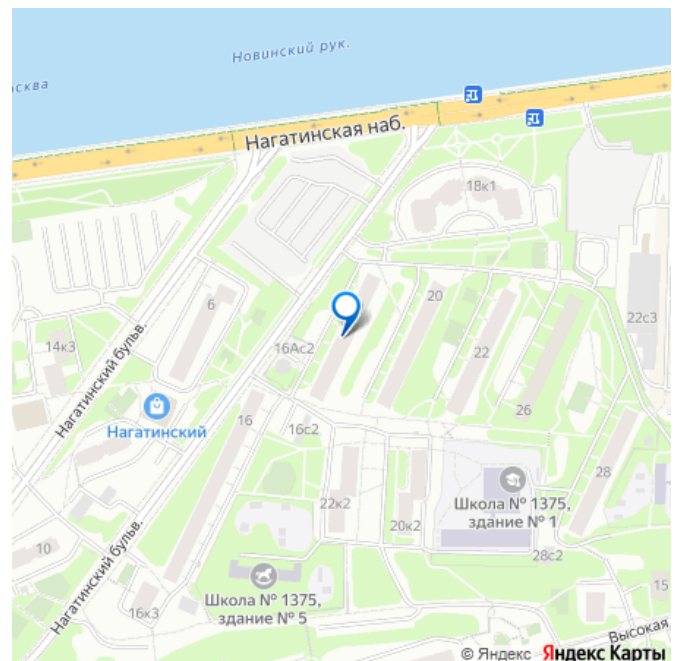 Новинский рук.
осква
Нагатинская наб.
18к1
6
20
22с3
14к3
16Ас2
22
Нагатинский бульв.
26
Нагатинский
16
16с2
28
22к2
Школа № 1375,
здание № 1
20к2
10
28с2
Нагатинский бульв.
Школа № 1375,
здание № 5
15
16к3
Высокая
© Яндекс Яндекс Карты